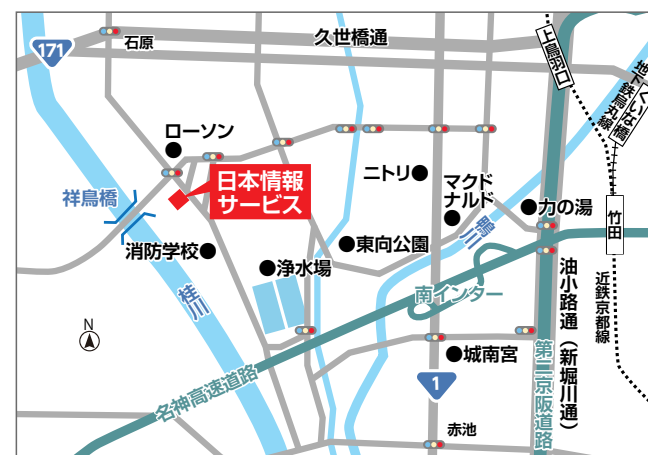 171
石原
久世橋通
上鳥羽口
くいな橋
地下鉄烏丸線
ローソン
日本情報
サービス
ニトリ
マクド
ナルド
力の湯
祥鳥橋
鴨川
竹田
消防学校
東向公園
浄水場
桂川
南インター
油小路通（新堀川通）
近鉄京都線
N
城南宮
第二京阪道路
名神高速道路
1
赤池